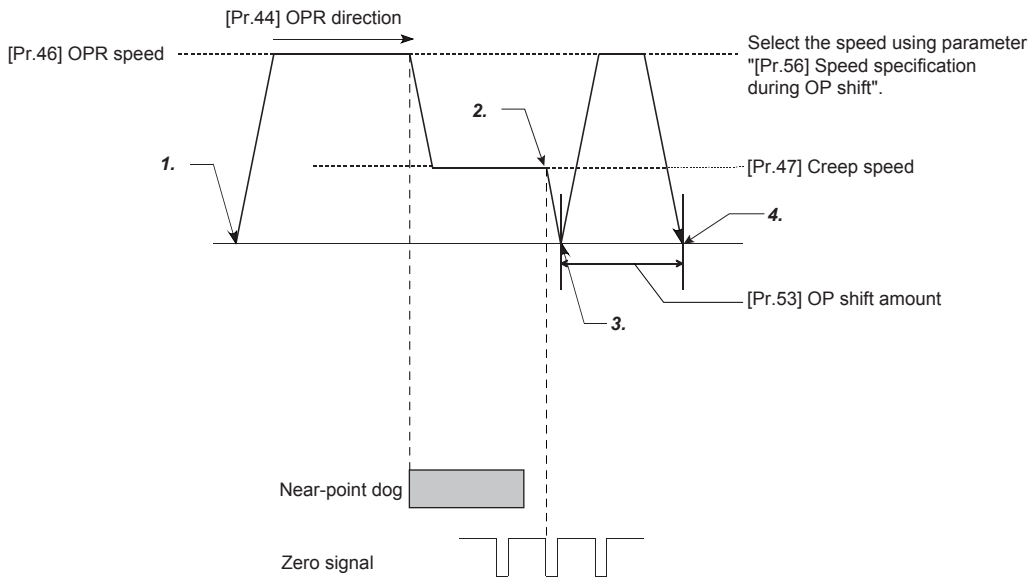 [Pr.44] OPR direction
[Pr.46] OPR speed
Select the speed using parameter
"[Pr.56] Speed specification
during OP shift".
2.
1.
[Pr.47] Creep speed
4.
[Pr.53] OP shift amount
3.
Near-point dog
Zero signal